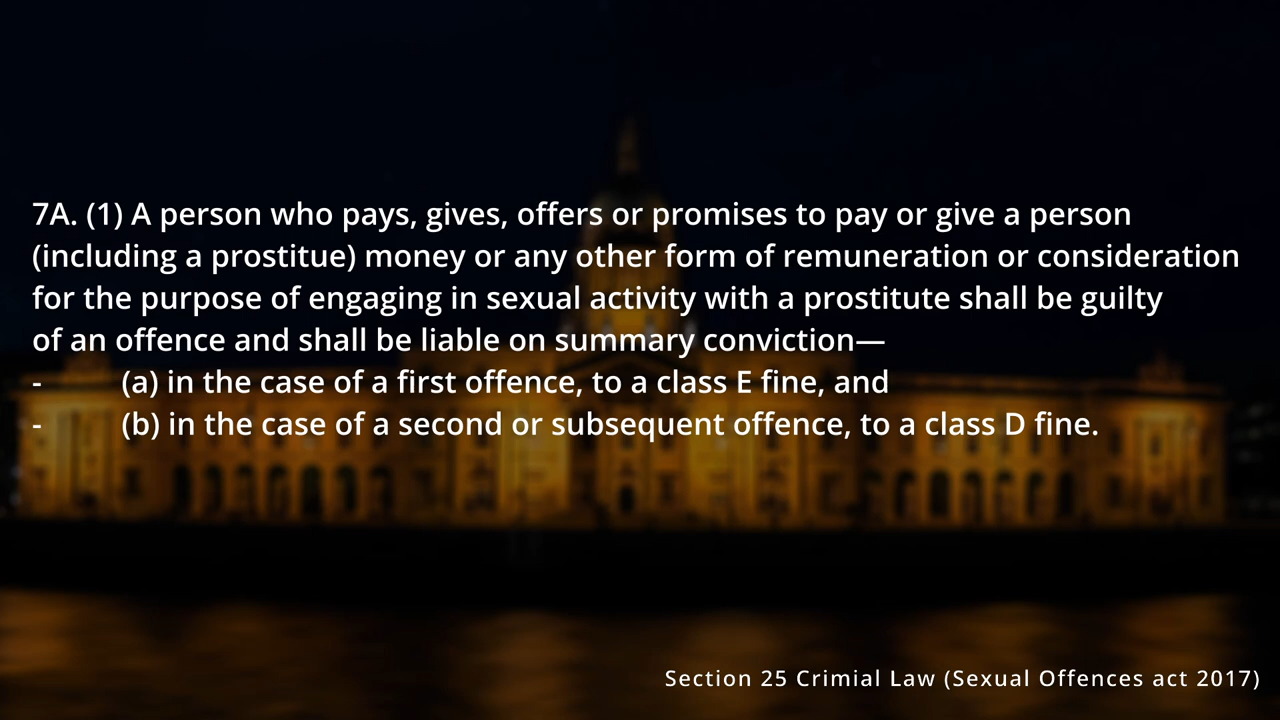 7A. (1) A person who pays, gives, offers or promises to pay or give a person
(including a prostitue) money or any other form of remuneration or consideration
for the purpose of engaging in sexual activity with a prostitute shall be guilty
of an offence and shall be liable on summary conviction—
- (a) in the case of a first offence, to a class E fine, and
- (b) in the case of a second or subsequent offence, to a class D fine.
Section 25 Crimial Law (Sexual Offences act 2017)